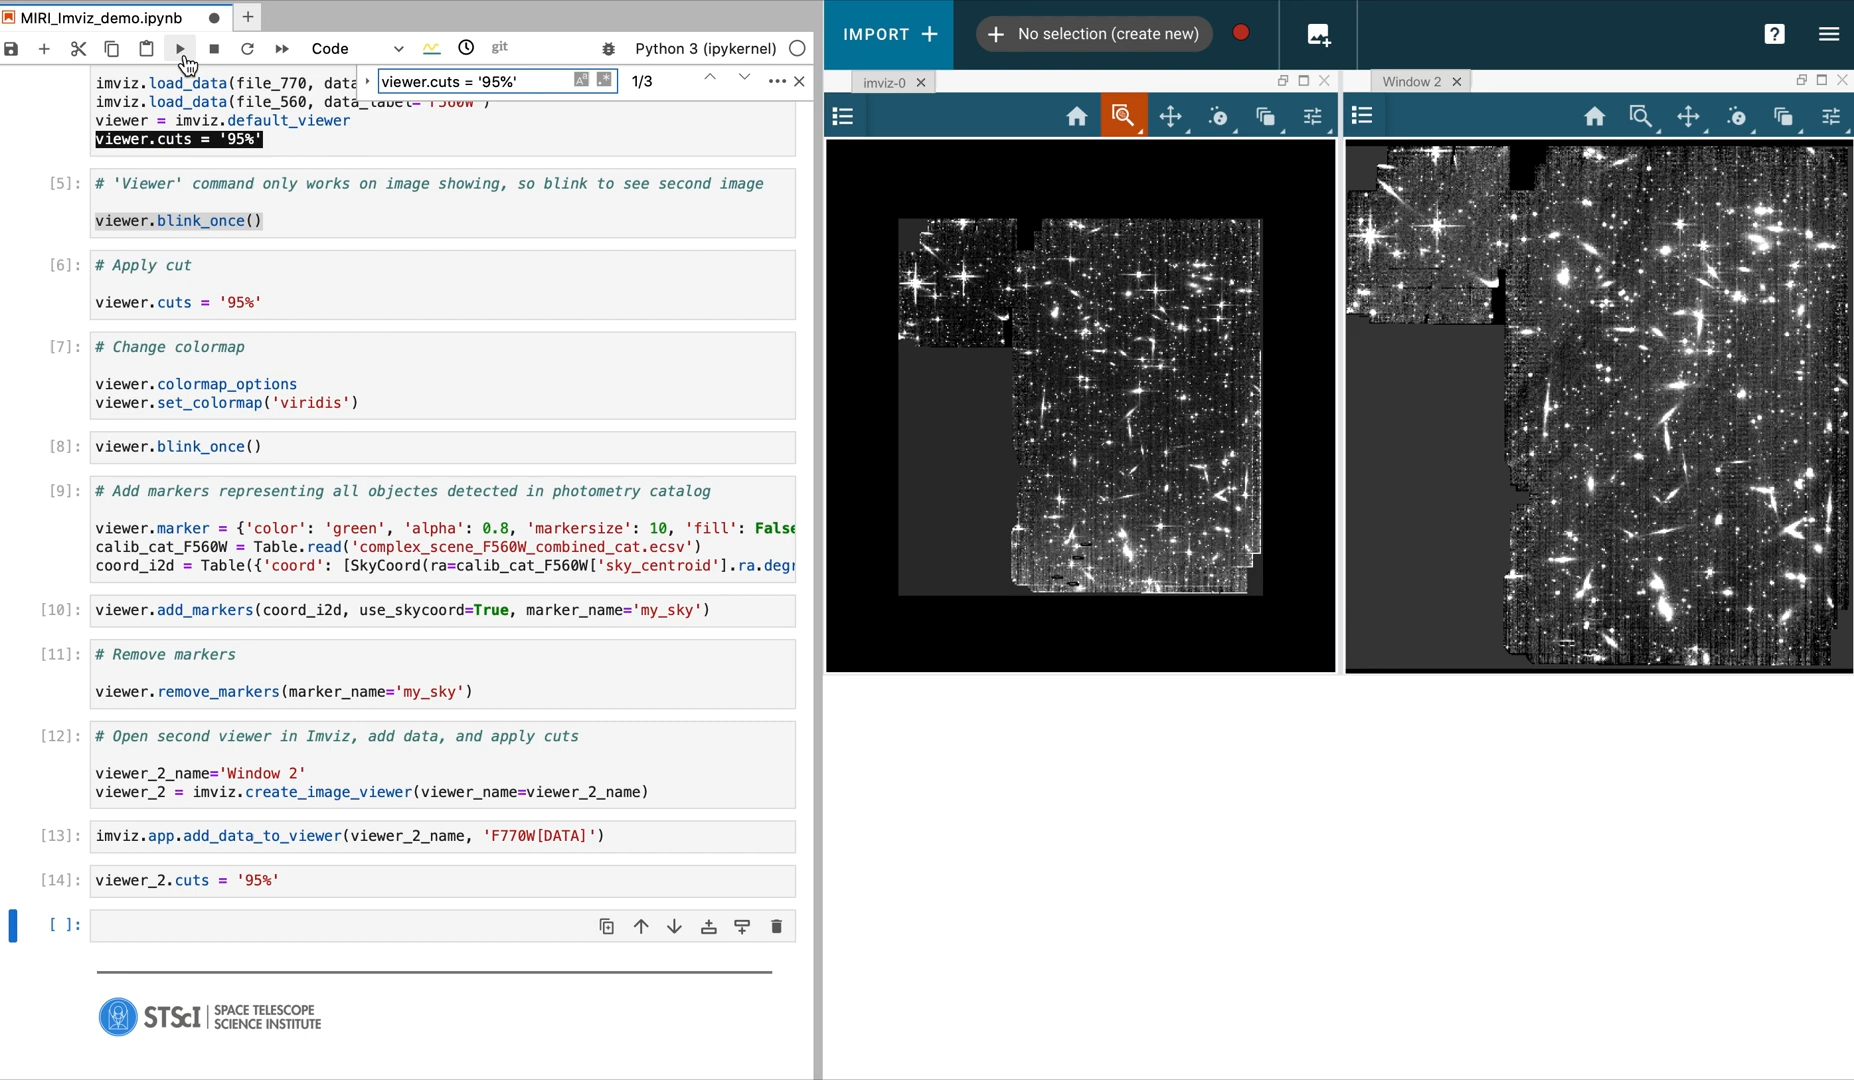 MIRI_Imviz_demo.ipynb
Code
git
Python 3 (ipykernel)
viewer.cuts = '95%'
1/3
imviz.load_data(file_770, data
imviz.load_data(file_560, data_label='F560W')
viewer = imviz.default_viewer
viewer.cuts = '95%'
[5]: # 'Viewer' command only works on image showing, so blink to see second image
viewer.blink_once()
[6]: # Apply cut
viewer.cuts = '95%'
[7]: # Change colormap
viewer.colormap_options
viewer.set_colormap('viridis')
[8]: viewer.blink_once()
[9]: # Add markers representing all objectes detected in photometry catalog
viewer.marker = {'color': 'green', 'alpha': 0.8, 'markersize': 10, 'fill': False
calib_cat_F560W = Table.read('complex_scene_F560W_combined_cat.ecsv')
coord_i2d = Table({'coord': [SkyCoord(ra=calib_cat_F560W['sky_centroid'].ra.degr
[10]: viewer.add_markers(coord_i2d, use_skycoord=True, marker_name='my_sky')
[11]: # Remove markers
viewer.remove_markers(marker_name='my_sky')
[12]: # Open second viewer in Imviz, add data, and apply cuts
viewer_2_name='Window 2'
viewer_2 = imviz.create_image_viewer(viewer_name=viewer_2_name)
[13]: imviz.app.add_data_to_viewer(viewer_2_name, 'F770W[DATA]')
[14]: viewer_2.cuts = '95%'
[ ]:
STScI | SPACE TELESCOPE
SCIENCE INSTITUTE
IMPORT +
+ No selection (create new)
imviz-0
Window 2